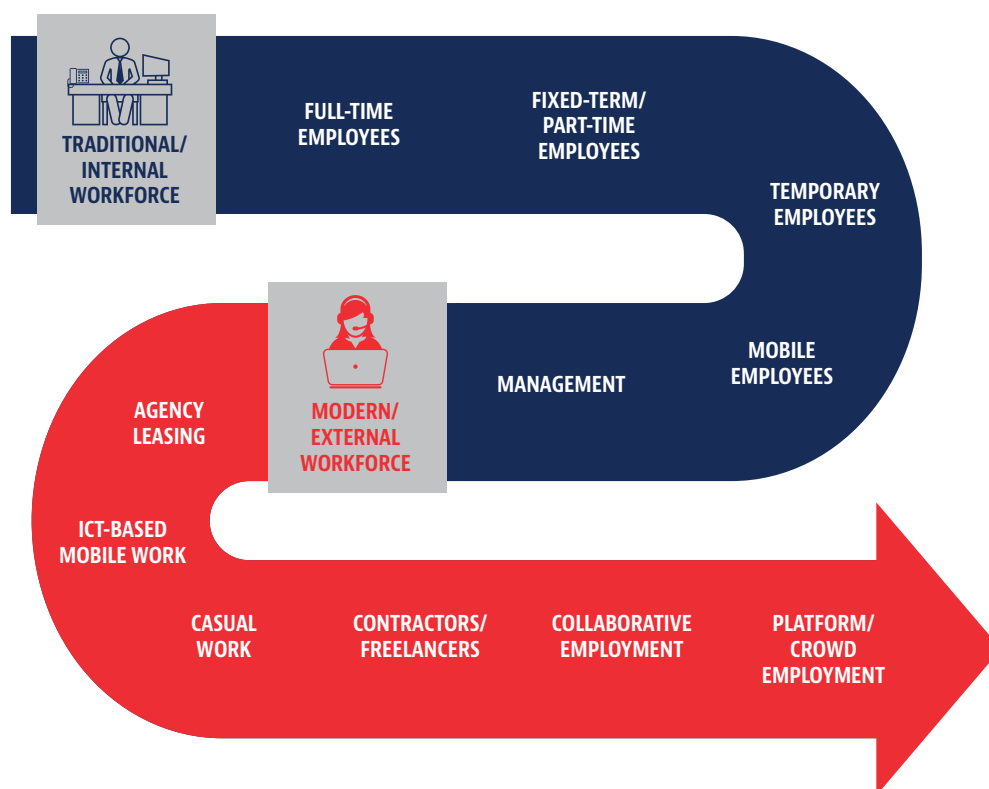 TRADITIONAL/
INTERNAL
WORKFORCE
FULL-TIME
EMPLOYEES
FIXED-TERM/
PART-TIME
EMPLOYEES
TEMPORARY
EMPLOYEES
MOBILE
EMPLOYEES
MANAGEMENT
MODERN/
EXTERNAL
WORKFORCE
AGENCY
LEASING
ICT-BASED
MOBILE WORK
CASUAL
WORK
CONTRACTORS/
FREELANCERS
COLLABORATIVE
EMPLOYMENT
PLATFORM/
CROWD
EMPLOYMENT